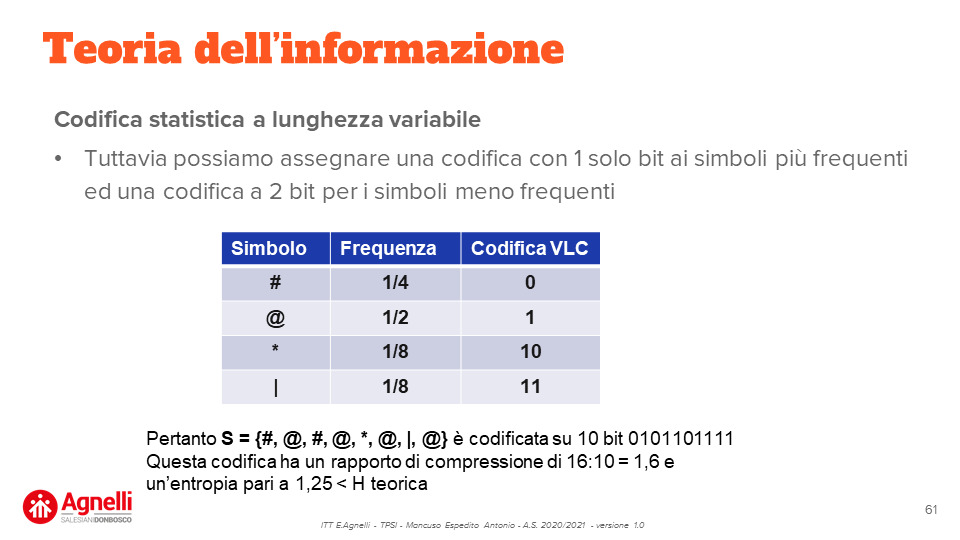 Teoria dell'informazione
Codifica statistica a lunghezza variabile
• Tuttavia possiamo assegnare una codifica con 1 solo bit ai simboli più frequenti
ed una codifica a 2 bit per i simboli meno frequenti
Simbolo Frequenza Codifica VLC
# 1/4 0
@ 1/2 1
* 1/8 10
| 1/8 11
Pertanto S = {#, @, #, @, *, @, |, @} è codificata su 10 bit 0101101111
Questa codifica ha un rapporto di compressione di 16:10 = 1,6 e
un'entropia pari a 1,25 < H teorica
Agnelli
SALESIANI DONBOSCO
61
ITT E.Agnelli - TPSI - Mancuso Espedito Antonio - A.S. 2020/2021 - versione 1.0